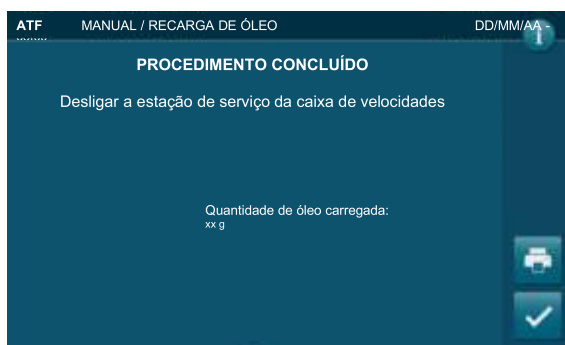 ATF MANUAL / RECARGA DE ÓLEO DD/MM/AA -
PROCEDIMENTO CONCLUÍDO
Desligar a estação de serviço da caixa de velocidades
Quantidade de óleo carregada:
xx g